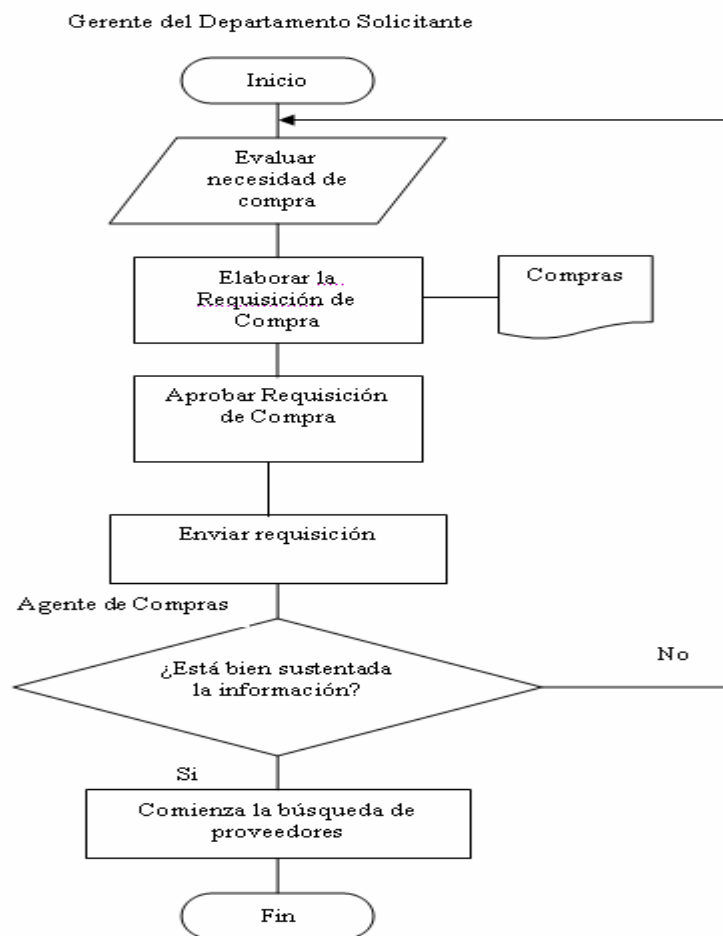 Gerente del Departamento Solicitante
Inicio
Evaluar
necesidad de
compra
Elaborar la
Requisición de
Compra
Compras
Aprobar Requisición
de Compra
Enviar requisición
Agente de Compras
¿Está bien sustentada
la información?
No
Si
Comienza la búsqueda de
proveedores
Fin